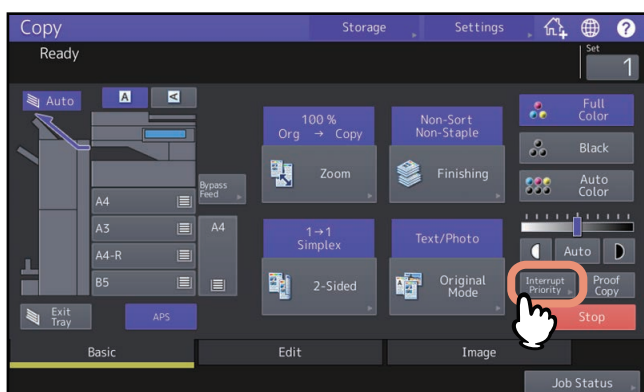 Copy
Storage
Settings
?
Ready
Set
1
Auto
A
A
A4
A3
A4-R
B5
Bypass
Feed
A4
Exit
Tray
APS
100 %
Org → Copy
Zoom
Non-Sort
Non-Staple
Finishing
1→1
Simplex
2-Sided
Text/Photo
Original
Mode
Full
Color
Black
Auto
Color
Auto
Interrupt
Priority
Proof
Copy
Stop
Basic
Edit
Image
Job Status